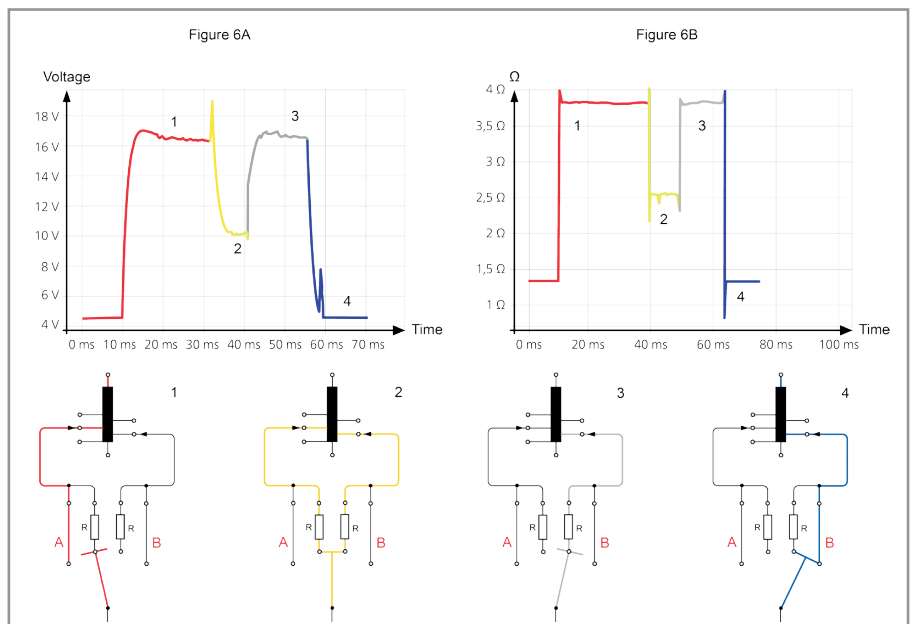 Figure 6A
Voltage
18 V
16 V
14 V
12 V
10 V
8 V
6 V
4 V
1
2
3
4
0 ms 10 ms 20 ms 30 ms 40 ms 50 ms 60 ms 70 ms
Time
Figure 6B
Ω
4 Ω
3,5 Ω
3 Ω
2,5 Ω
2 Ω
1,5 Ω
1 Ω
1
2
3
4
0 ms 20 ms 40 ms 60 ms 80 ms 100 ms
Time
1
R R
A B
2
R R
A B
3
R R
A B
4
R R
A B